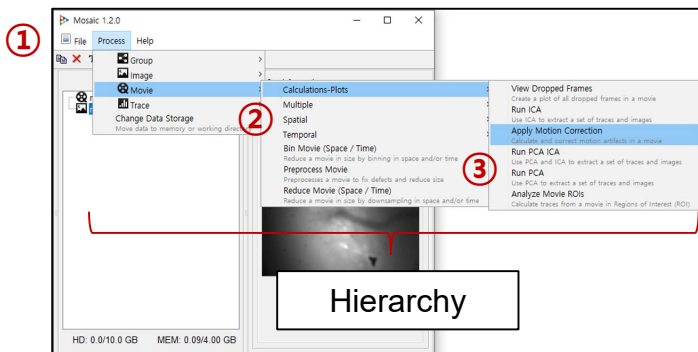 ①
Mosaic 1.2.0
File Process Help
Group
Image
Movie
Trace
Change Data Storage
Move data to memory or working direct
②
Calculations-Plots
Multiple
Spatial
Temporal
Bin Movie (Space / Time)
Reduce a movie in size by binning in space and/or time
Preprocess Movie
Preprocesses a movie to fix defects and reduce size
Reduce Movie (Space / Time)
Reduce a movie in size by downsampling in space and/or time
③
View Dropped Frames
Create a plot of all dropped frames in a movie
Run ICA
Use ICA to extract a set of traces and images
Apply Motion Correction
Calculate and correct motion artifacts in a movie
Run PCA ICA
Use PCA and ICA to extract a set of traces and images
Run PCA
Use PCA to extract a set of traces and images
Analyze Movie ROIs
Calculate traces from a movie in Regions of Interest (ROI)
Hierarchy
HD: 0.0/10.0 GB MEM: 0.09/4.00 GB